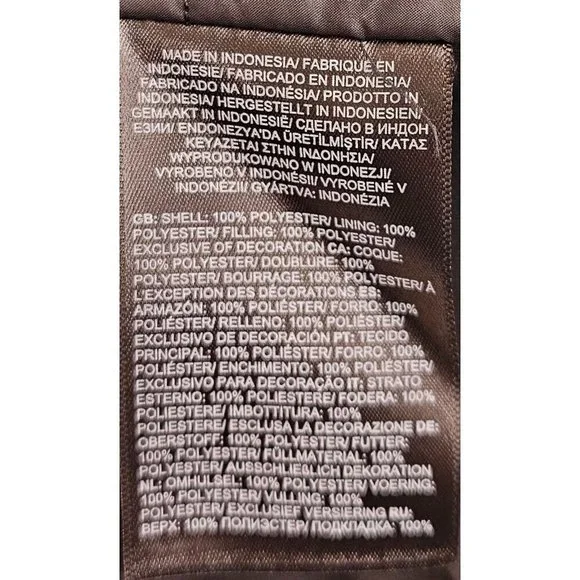 MADE IN INDONESIA/ FABRIQUÉ EN
INDONÉSIE/ FABRICADO EN INDONESIA/
FABRICADO NA INDONÉSIA/ PRODOTTO IN
INDONESIA/ HERGESTELLT IN INDONESIEN/
GEMAAKT IN INDONESIË/ СДЕЛАНО В ИНДОН
ЕЗИИ/ ENDONEZYA'DA ÜRETİLMİŞTİR/ ΚΑΤΑΣ
ΚΕΥΑΖΕΤΑΙ ΣΤΗΝ ΙΝΔΟΝΗΣΙΑ/
WYPRODUKOWANO W INDONEZJI/
VYROBENO V INDONÉSII/ VYROBENÉ V
INDONÉZII/ GYÁRTVA: INDONÉZIA
GB: SHELL: 100% POLYESTER/ LINING: 100%
POLYESTER/ FILLING: 100% POLYESTER/
EXCLUSIVE OF DECORATION CA: COQUE:
100% POLYESTER/ DOUBLURE: 100%
POLYESTER/ BOURRAGE: 100% POLYESTER/ À
L'EXCEPTION DES DÉCORATIONS ES:
ARMAZÓN: 100% POLIÉSTER/ FORRO: 100%
POLIÉSTER/ RELLENO: 100% POLIÉSTER/
EXCLUSIVO DE DECORACIÓN PT: TECIDO
PRINCIPAL: 100% POLIÉSTER/ FORRO: 100%
POLIÉSTER/ ENCHIMENTO: 100% POLIÉSTER/
EXCLUSIVO PARA DECORAÇÃO IT: STRATO
ESTERNO: 100% POLIESTERE/ FODERA: 100%
POLIESTERE/ IMBOTTITURA: 100%
POLIESTERE/ ESCLUSA LA DECORAZIONE DE:
OBERSTOFF: 100% POLYESTER/ FUTTER:
100% POLYESTER/ FÜLLMATERIAL: 100%
POLYESTER/ AUSSCHLIEẞLICH DEKORATION
NL: OMHULSEL: 100% POLYESTER/ VOERING:
100% POLYESTER/ VULLING: 100%
POLYESTER/ EXCLUSIEF VERSIERING RU:
ВЕРХ: 100% ПОЛИЭСТЕР/ ПОДКЛАДКА: 100%